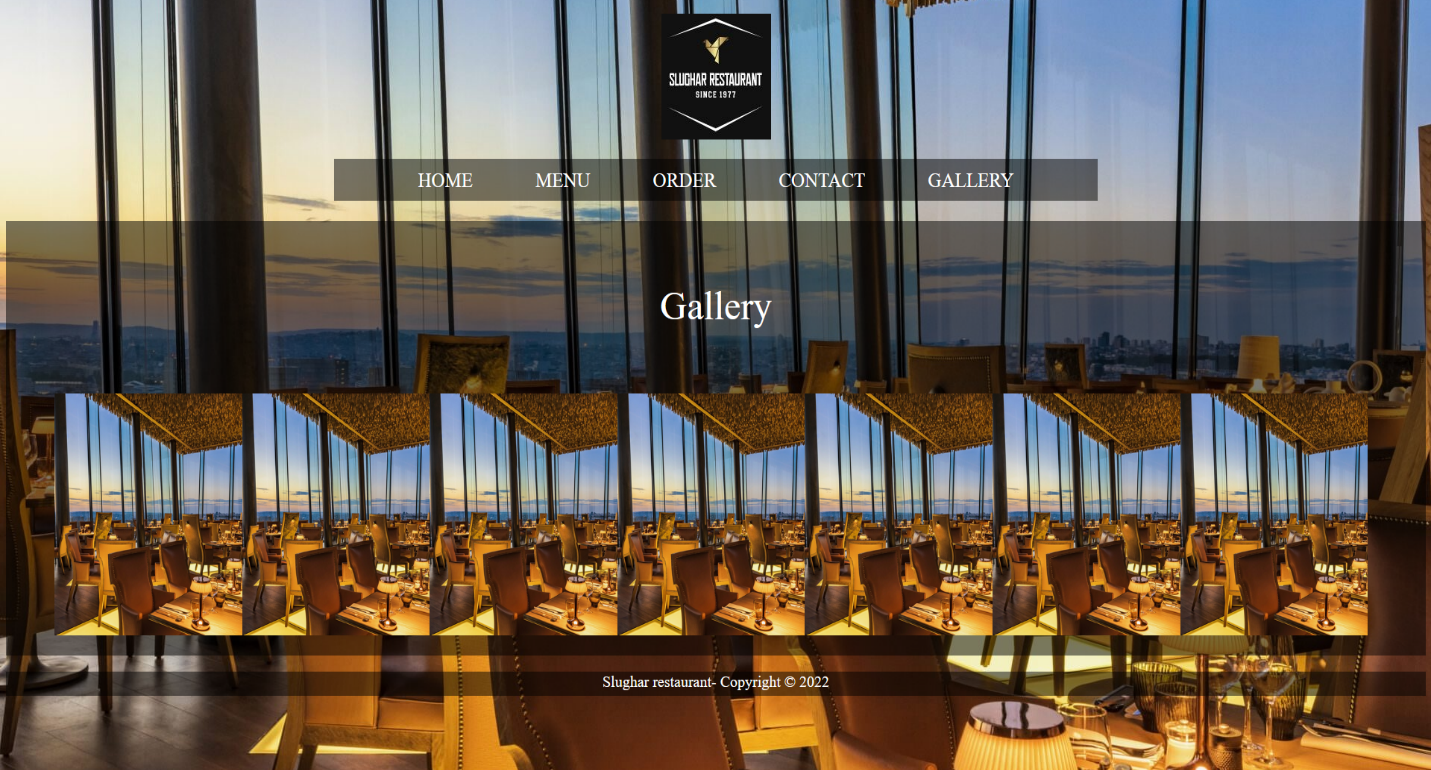 SLUGHAR RESTAURANT
SINCE 1977
HOME MENU ORDER CONTACT GALLERY
Gallery
Slughar restaurant- Copyright © 2022